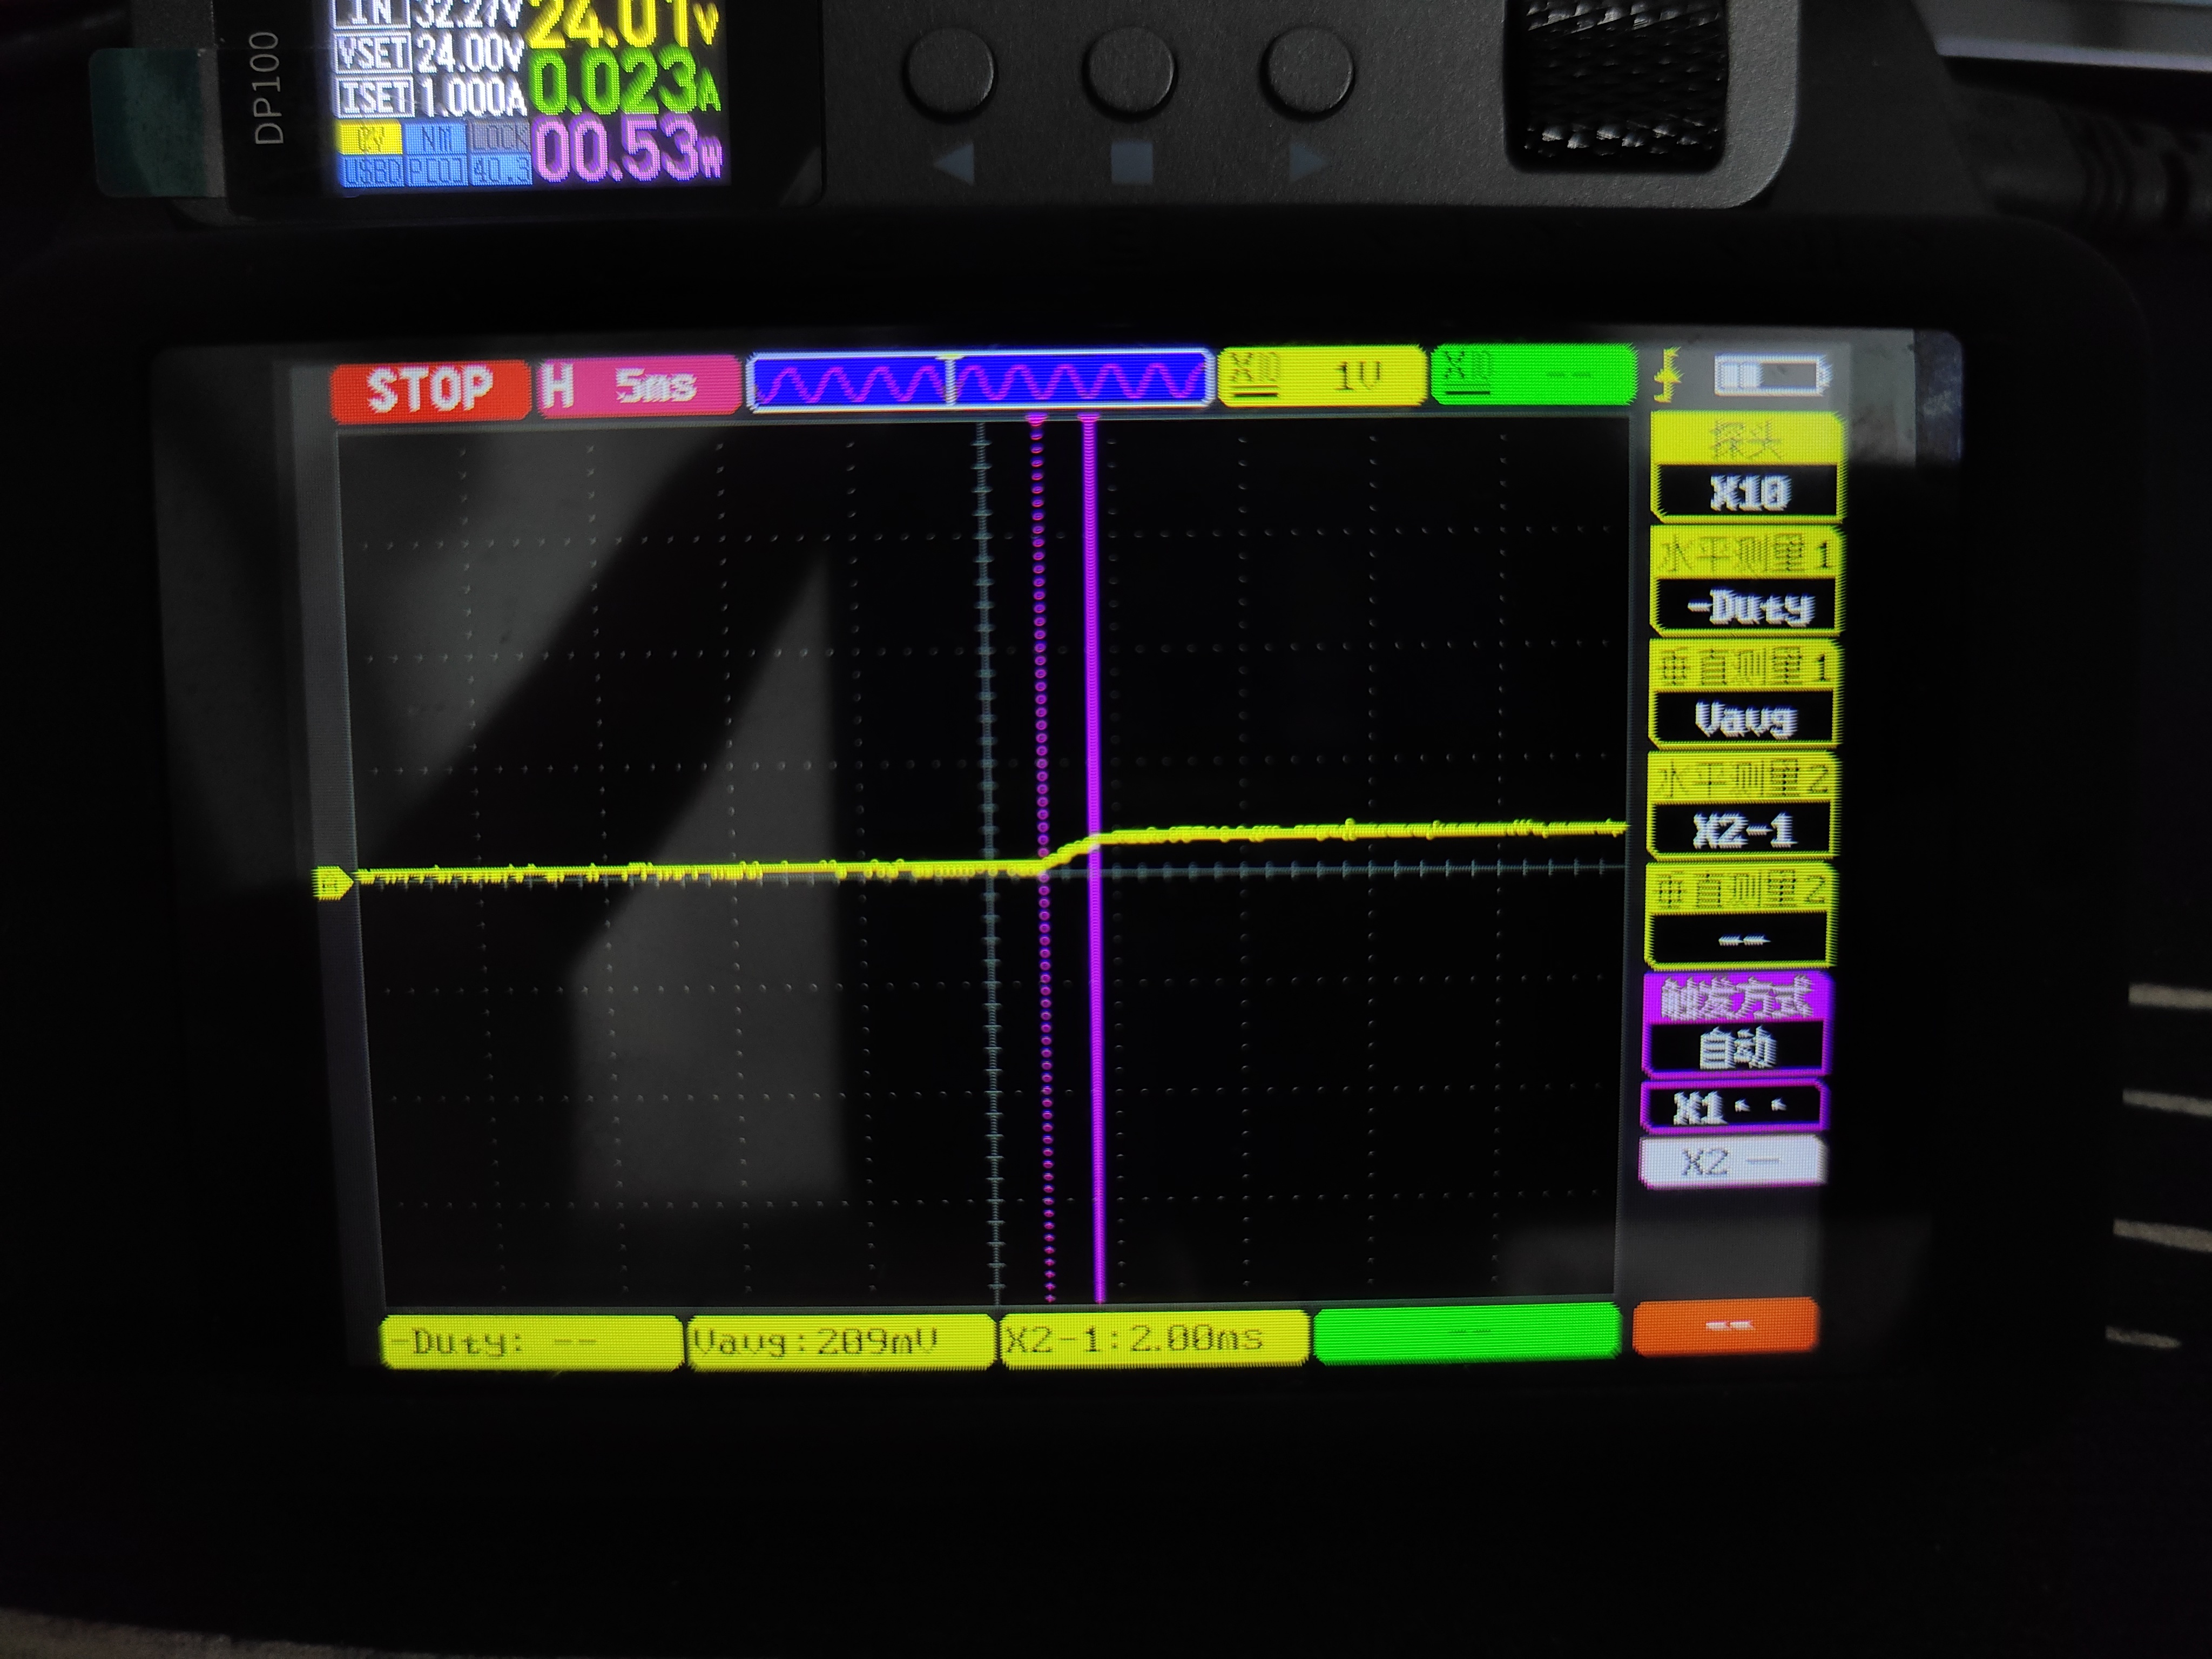 DP100
IN 32.27V 24.01V
VSET 24.00V
0.023A
ISET 1.000A
CV NM LOCK
00.53W
STOP H 5ms X10 1V X10 --
探头
X10
水平测量1
-Duty
垂直测量1
Vavg
水平测量2
X2-1
垂直测量2
--
触发方式
自动
X1
X2 —
-Duty: -- Vavg:209mV X2-1:2.00ms -- --